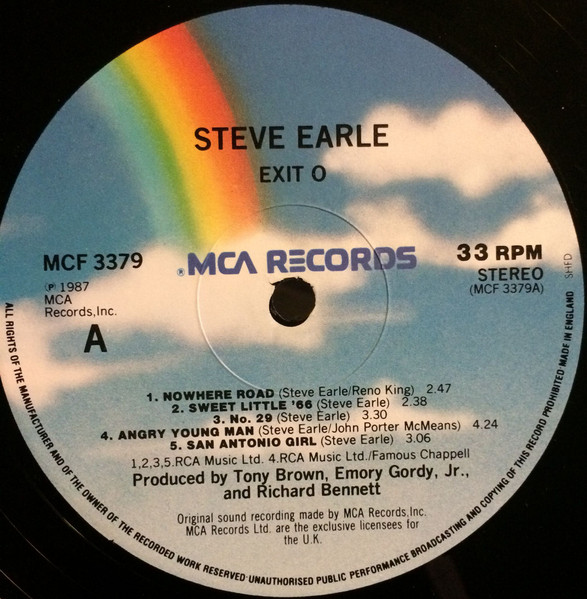 STEVE EARLE
EXIT O
MCF 3379
℗ 1987
MCA
Records,Inc.
A
®MCA RECORDS
33 RPM
STEREO
(MCF 3379A)
SHFD
1. NOWHERE ROAD (Steve Earle/Reno King) 2.47
2. SWEET LITTLE '66 (Steve Earle) 2.38
3. No. 29 (Steve Earle) 3.30
4. ANGRY YOUNG MAN (Steve Earle/John Porter McMeans) 4.24
5. SAN ANTONIO GIRL (Steve Earle) 3.06
1,2,3,5.RCA Music Ltd. 4.RCA Music Ltd./Famous Chappell
Produced by Tony Brown, Emory Gordy, Jr.,
and Richard Bennett
Original sound recording made by MCA Records,Inc.
MCA Records Ltd. are the exclusive licensees for
the U.K.
ALL RIGHTS OF THE MANUFACTURER AND OF THE OWNER OF THE RECORDED WORK RESERVED·UNAUTHORISED PUBLIC PERFORMANCE BROADCASTING AND COPYING OF THIS RECORD PROHIBITED·MADE IN ENGLAND